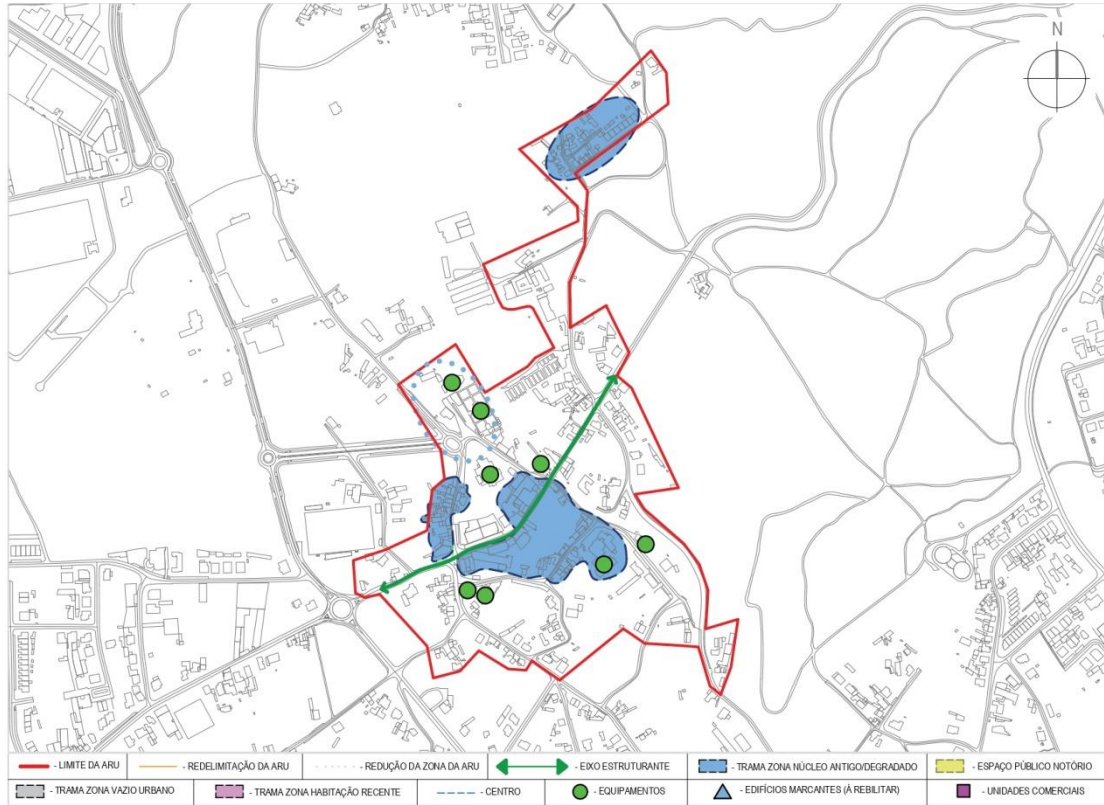 N
- LIMITE DA ARU - REDELIMITAÇÃO DA ARU - REDUÇÃO DA ZONA DA ARU - EIXO ESTRUTURANTE - TRAMA ZONA NÚCLEO ANTIGO/DEGRADADO - ESPAÇO PÚBLICO NOTÓRIO
- TRAMA ZONA VAZIO URBANO - TRAMA ZONA HABITAÇÃO RECENTE - CENTRO - EQUIPAMENTOS - EDIFÍCIOS MARCANTES (À REBILITAR) - UNIDADES COMERCIAIS